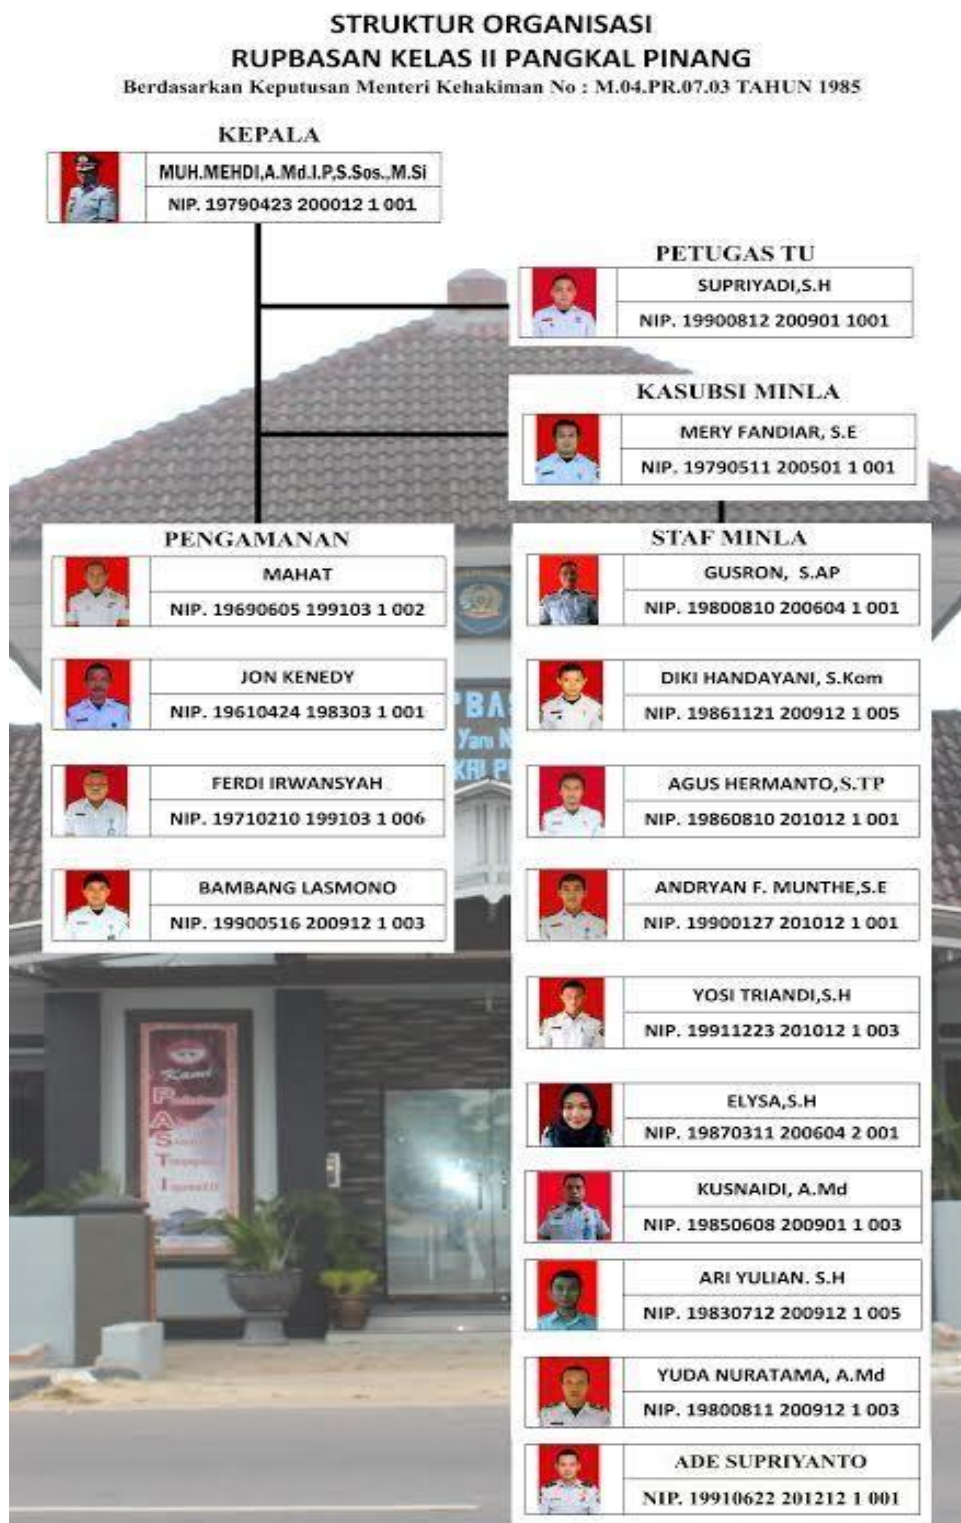 STRUKTUR ORGANISASI
RUPBASAN KELAS II PANGKAL PINANG
Berdasarkan Keputusan Menteri Kehakiman No : M.04.PR.07.03 TAHUN 1985
KEPALA
MUH.MEHDI,A.Md.I.P,S.Sos.,M.Si
NIP. 19790423 200012 1 001
PETUGAS TU
SUPRIYADI,S.H
NIP. 19900812 200901 1001
KASUBSI MINLA
MERY FANDIAR, S.E
NIP. 19790511 200501 1 001
PENGAMANAN
MAHAT
NIP. 19690605 199103 1 002
JON KENEDY
NIP. 19610424 198303 1 001
FERDI IRWANSYAH
NIP. 19710210 199103 1 006
BAMBANG LASMONO
NIP. 19900516 200912 1 003
STAF MINLA
GUSRON, S.AP
NIP. 19800810 200604 1 001
DIKI HANDAYANI, S.Kom
NIP. 19861121 200912 1 005
AGUS HERMANTO,S.TP
NIP. 19860810 201012 1 001
ANDRYAN F. MUNTHE,S.E
NIP. 19900127 201012 1 001
YOSI TRIANDI,S.H
NIP. 19911223 201012 1 003
ELYSA,S.H
NIP. 19870311 200604 2 001
KUSNAIDI, A.Md
NIP. 19850608 200901 1 003
ARI YULIAN. S.H
NIP. 19830712 200912 1 005
YUDA NURATAMA, A.Md
NIP. 19800811 200912 1 003
ADE SUPRIYANTO
NIP. 19910622 201212 1 001
PBAS
Yani N
KAL PI
Kami
P
A
S
T
I